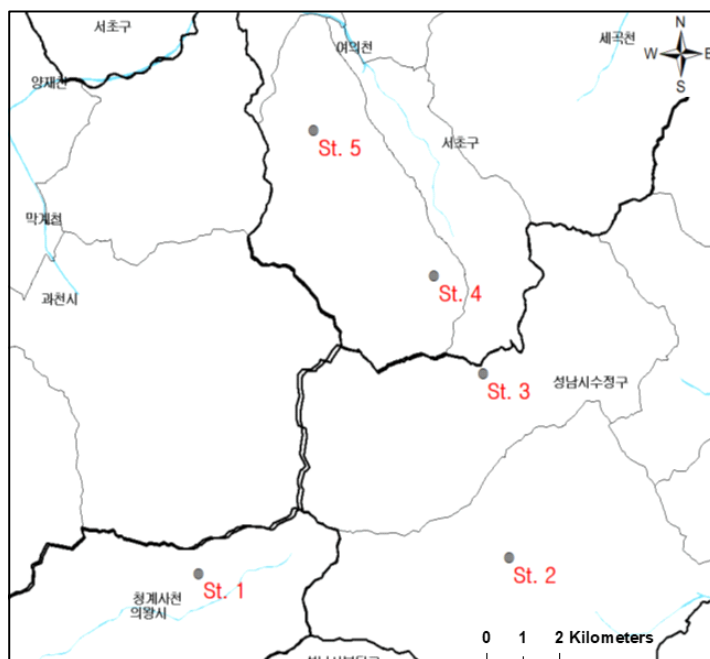 서초구
여의천
세곡천
N
W E
S
양재천
St. 5
서초구
막계천
과천시
St. 4
St. 3
성남시수정구
St. 2
St. 1
청계사천
의왕시
0 1 2 Kilometers